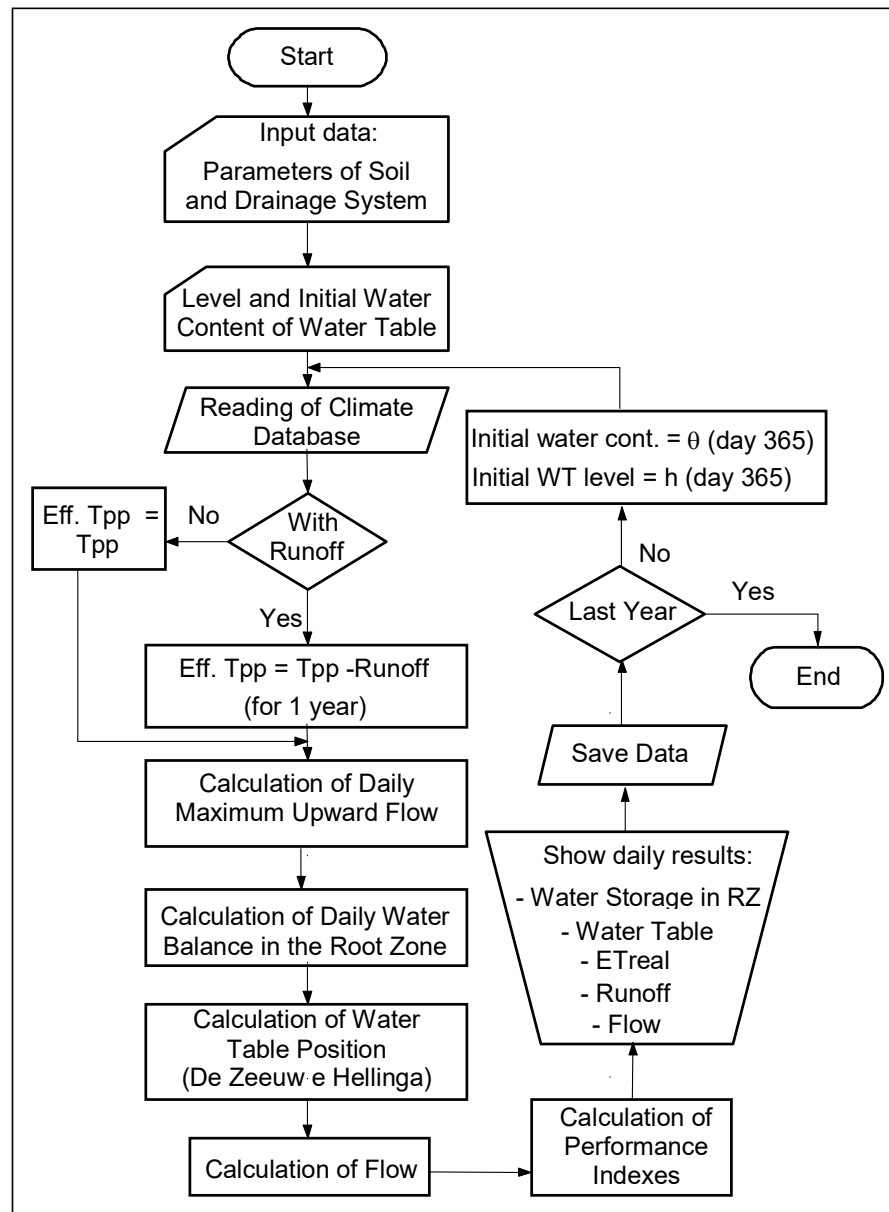 Start
Input data:
Parameters of Soil
and Drainage System
Level and Initial Water
Content of Water Table
Reading of Climate
Database
With
Runoff
No
Eff. Tpp =
Tpp
Yes
Eff. Tpp = Tpp -Runoff
(for 1 year)
Calculation of Daily
Maximum Upward Flow
Calculation of Daily Water
Balance in the Root Zone
Calculation of Water
Table Position
(De Zeeuw e Hellinga)
Calculation of Flow
Calculation of
Performance
Indexes
Show daily results:
- Water Storage in RZ
- Water Table
- ETreal
- Runoff
- Flow
Save Data
Last Year
Yes
End
No
Initial water cont. = θ (day 365)
Initial WT level = h (day 365)